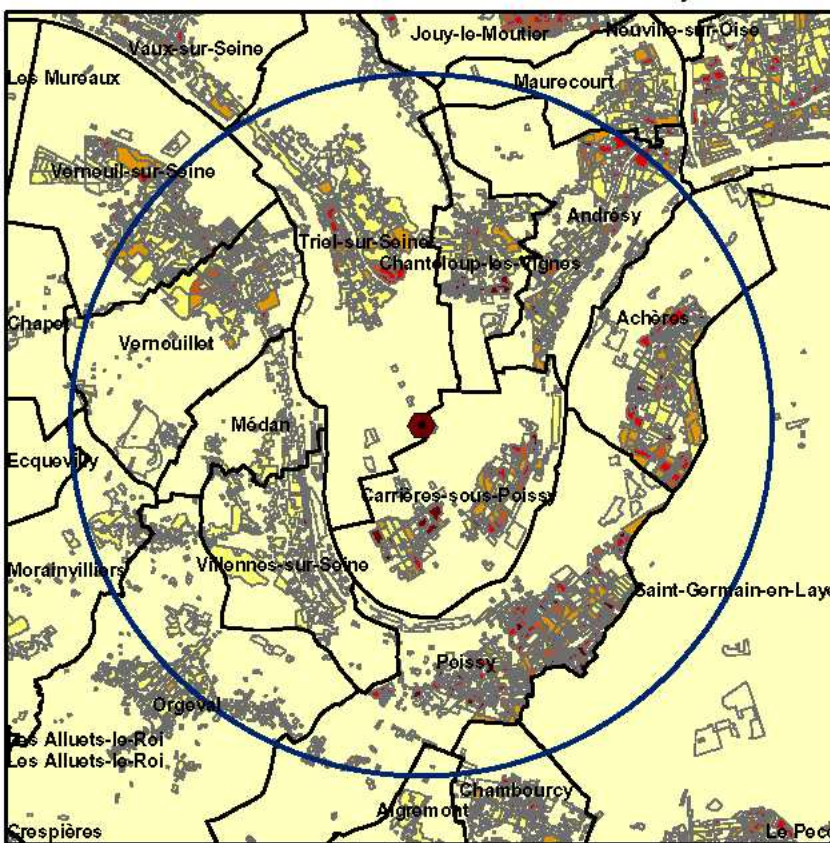 Jouy-le-Moutier
Neuville-sur-Oise
Vaux-sur-Seine
Les Mureaux
Maurecourt
Verneuil-sur-Seine
Andrésy
Triel-sur-Seine
Chanteloup-les-Vignes
Chapet
Achères
Vernouillet
Médan
Ecquevilly
Carrières-sous-Poissy
Morainvilliers
Villennes-sur-Seine
Saint-Germain-en-Laye
Poissy
Orgeval
Les Alluets-le-Roi
Les Alluets-le-Roi
Chambourcy
Aigremont
Crespières
Le Pecq